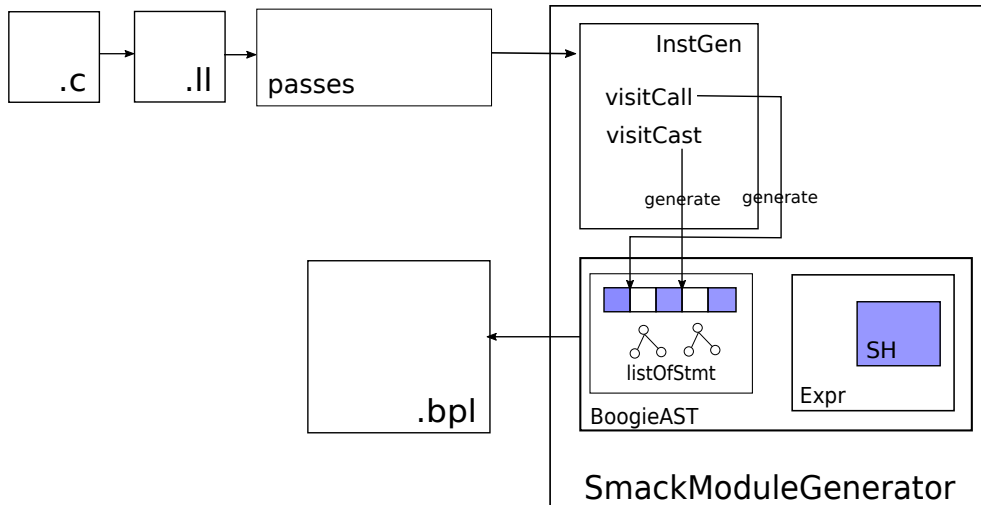 .c
.ll
passes
InstGen
visitCall
visitCast
generate
generate
.bpl
listOfStmt
BoogieAST
SH
Expr
SmackModuleGenerator